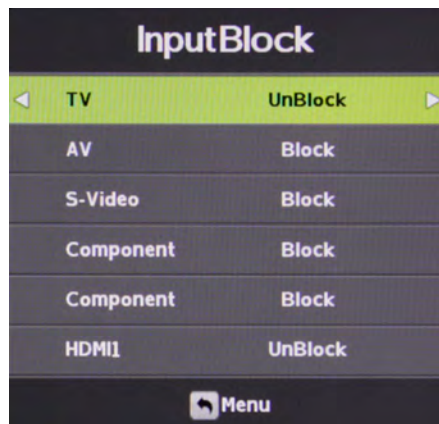 InputBlock
TV UnBlock
AV Block
S-Video Block
Component Block
Component Block
HDMI1 UnBlock
Menu